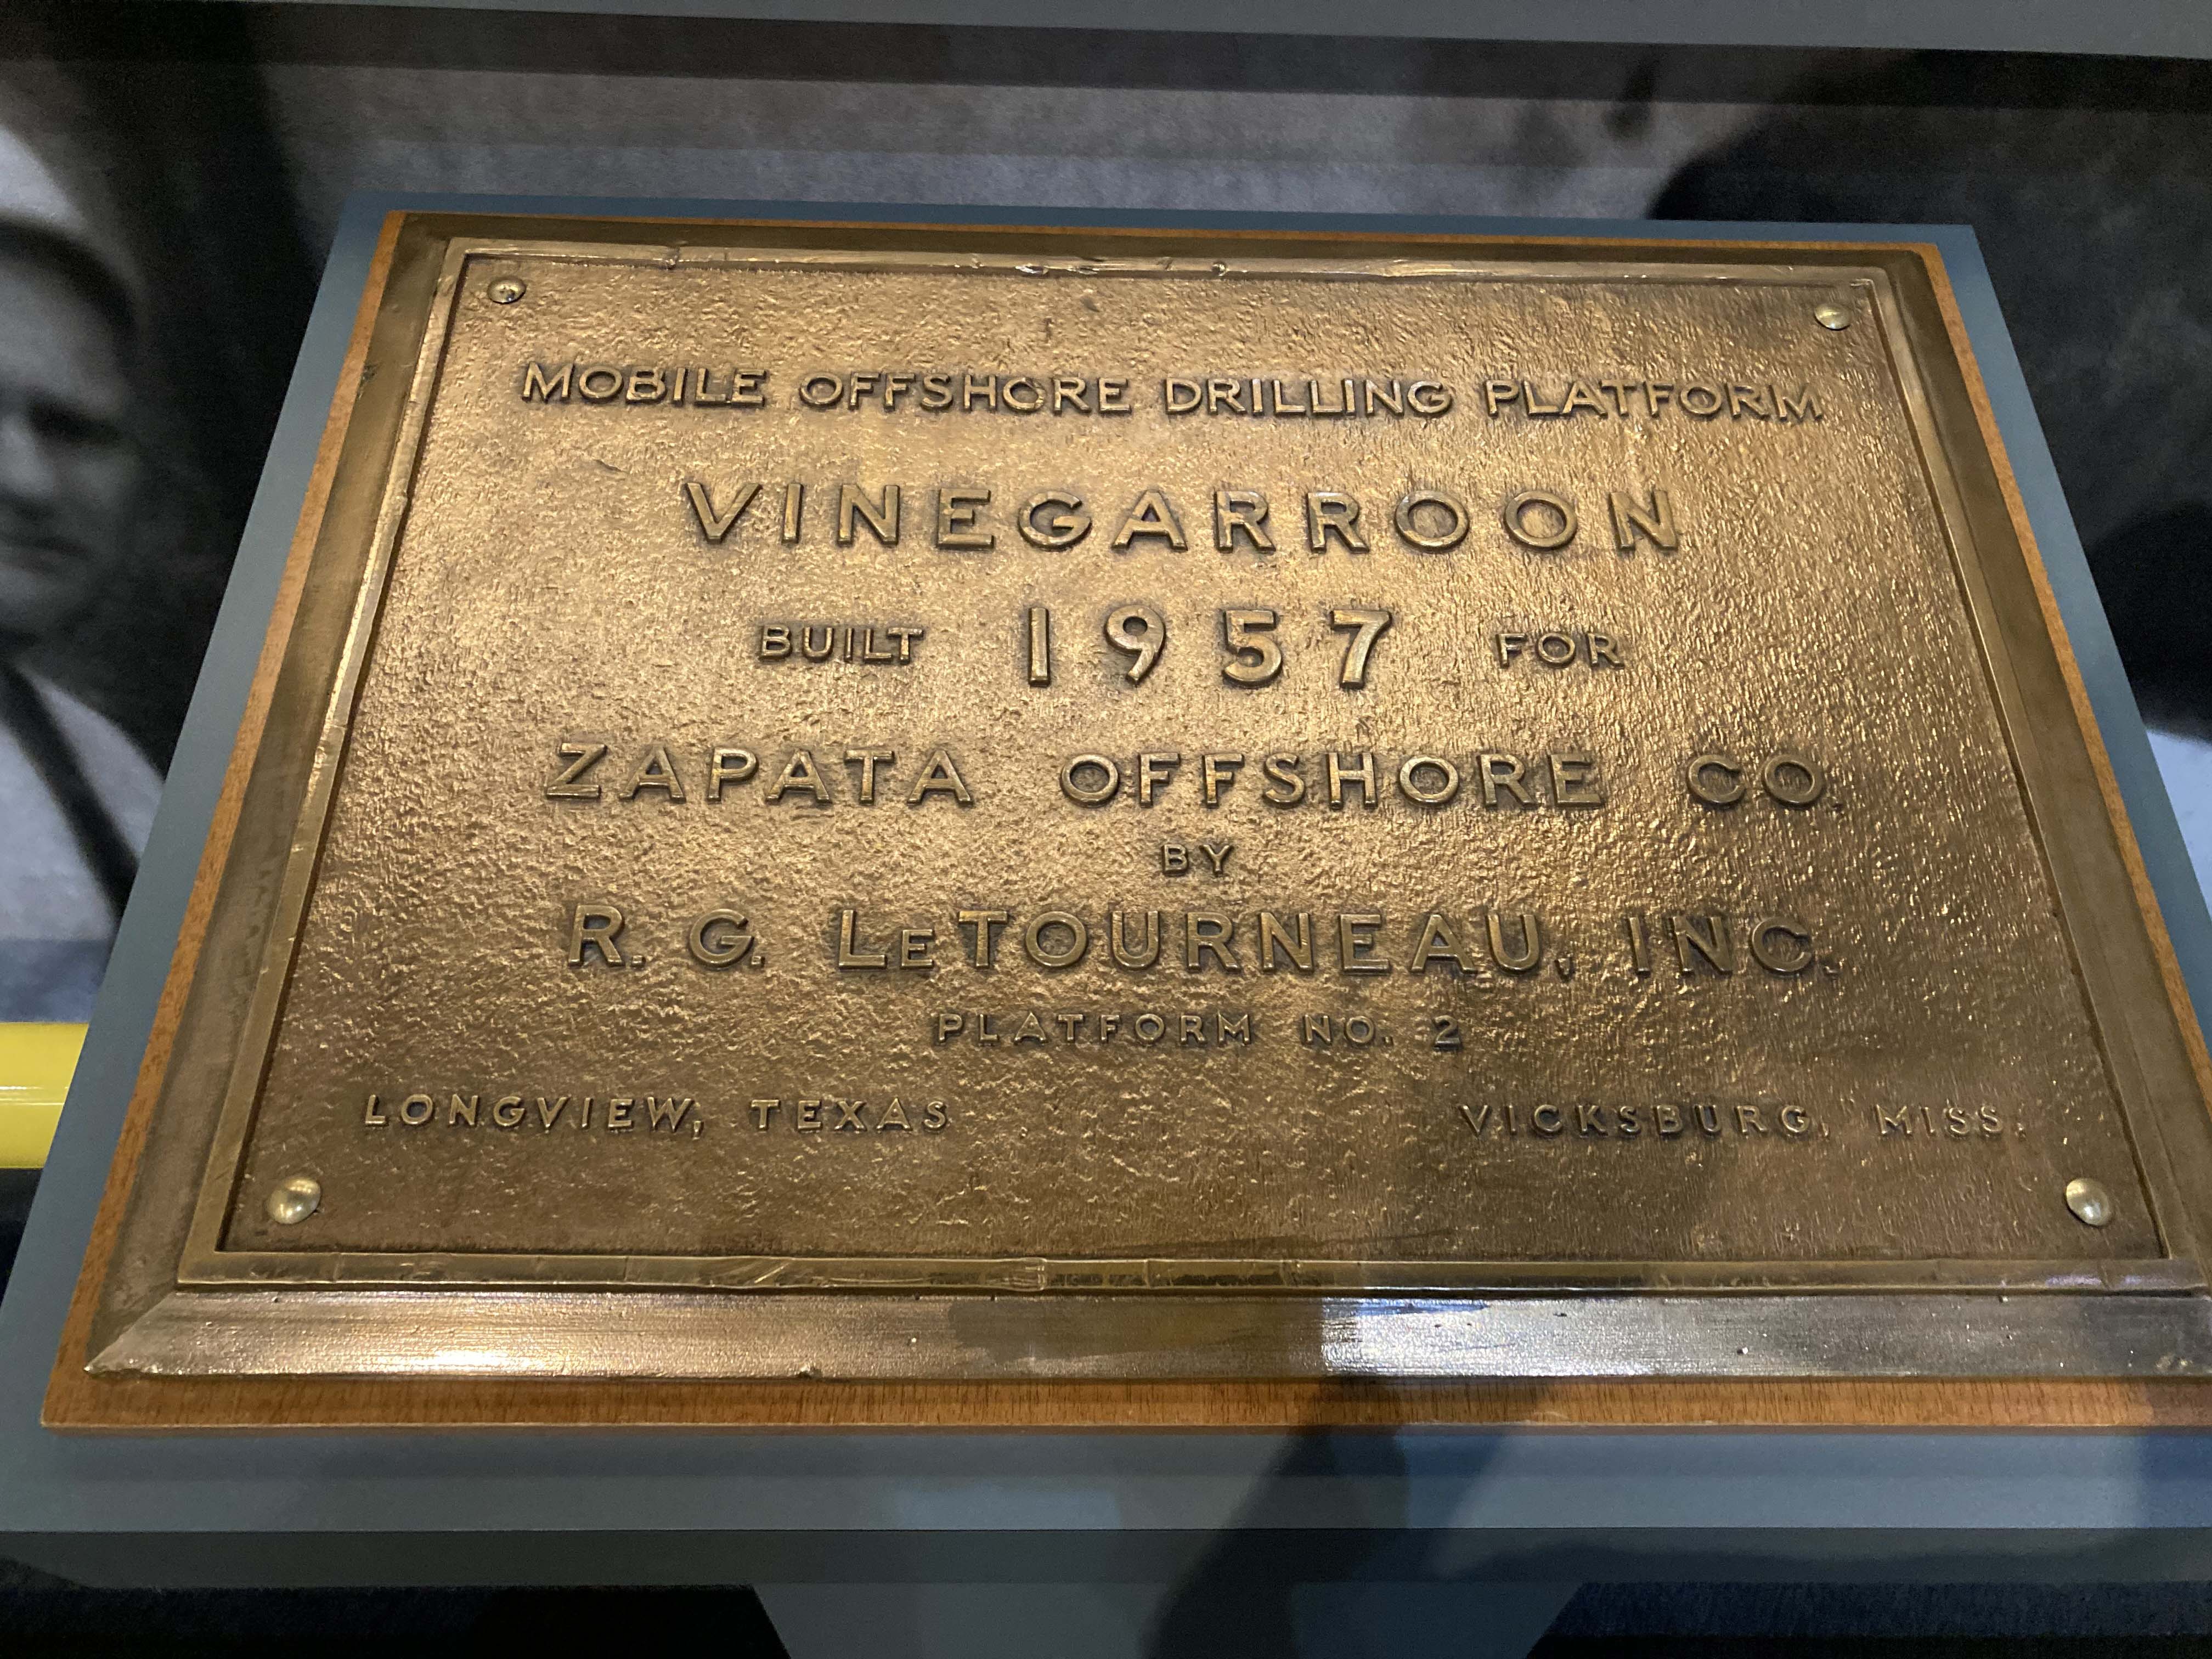 MOBILE OFFSHORE DRILLING PLATFORM
VINEGARROON
BUILT 1957 FOR
ZAPATA OFFSHORE CO.
BY
R. G. LeTOURNEAU, INC.
PLATFORM NO. 2
LONGVIEW, TEXAS VICKSBURG, MISS.